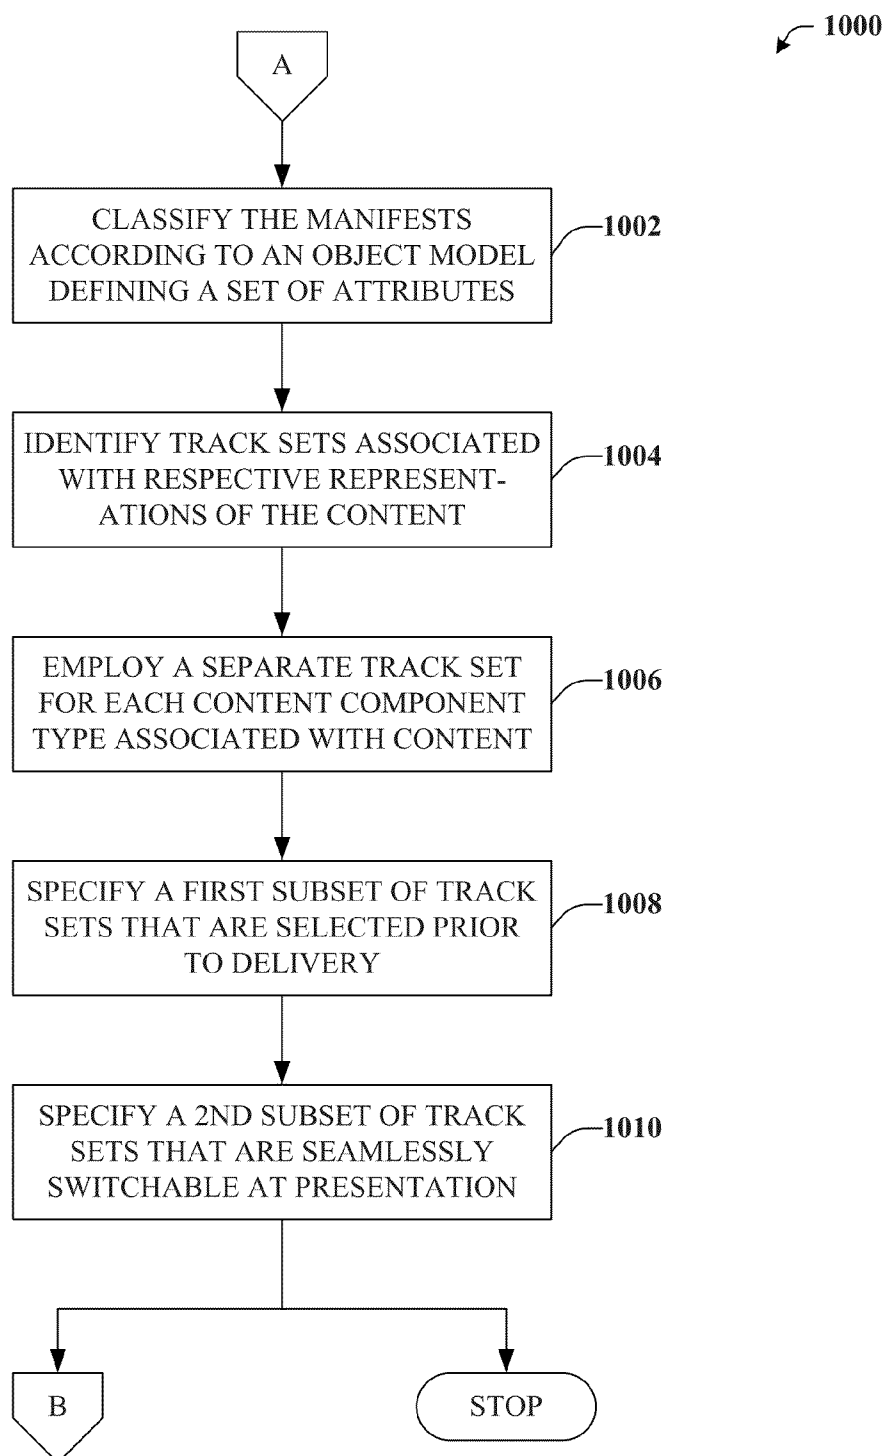 1000
A
CLASSIFY THE MANIFESTS
ACCORDING TO AN OBJECT MODEL
DEFINING A SET OF ATTRIBUTES
1002
IDENTIFY TRACK SETS ASSOCIATED
WITH RESPECTIVE REPRESENT-
ATIONS OF THE CONTENT
1004
EMPLOY A SEPARATE TRACK SET
FOR EACH CONTENT COMPONENT
TYPE ASSOCIATED WITH CONTENT
1006
SPECIFY A FIRST SUBSET OF TRACK
SETS THAT ARE SELECTED PRIOR
TO DELIVERY
1008
SPECIFY A 2ND SUBSET OF TRACK
SETS THAT ARE SEAMLESSLY
SWITCHABLE AT PRESENTATION
1010
B
STOP